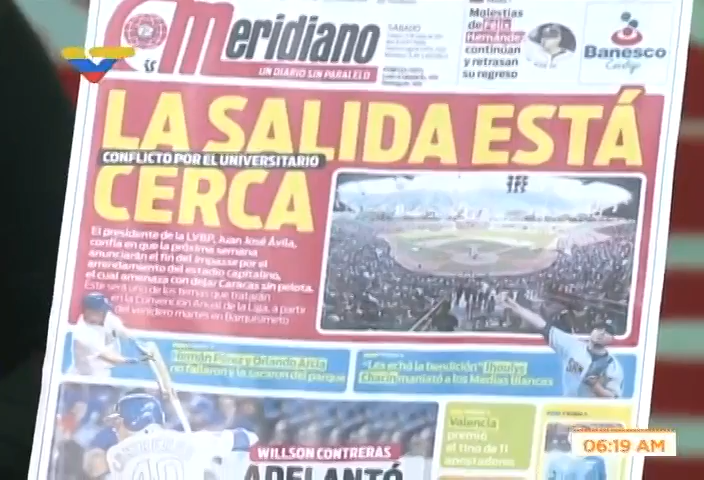 Meridiano
UN DIARIO SIN PARALELO
SÁBADO
Molestias
de Félix
Hernández
continúan
y retrasan
su regreso
Banesco
Contigo
LA SALIDA ESTÁ
CONFLICTO POR EL UNIVERSITARIO
CERCA
El presidente de la LVBP, Juan José Ávila,
confía en que la próxima semana
anunciarán el fin del impasse por el
arrendamiento del estadio capitalino,
el cual amenaza con dejar Caracas sin pelota.
Este será uno de los temas que tratarán
en la Convención Anual de la Liga, a partir
del venidero martes en Barquisimeto
Hernán Pérez y Orlando Arcia
no fallaron y la sacaron del parque
"Les echó la bendición" Jhoulys
Chacín maniató a los Medias Blancas
WILLSON CONTRERAS
ADELANTÓ
Valencia
premió
el tino de 11
apostadores
06:19 AM